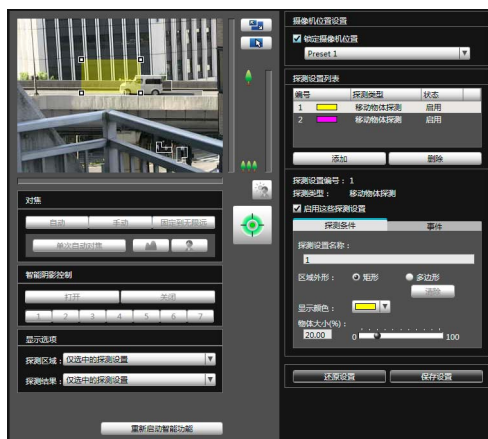 摄像机位置设置
锁定摄像机位置
Preset 1
探测设置列表
编号 探测类型 状态
1 移动物体探测 启用
2 移动物体探测 启用
添加 删除
探测设置编号: 1
探测类型: 移动物体探测
启用这些探测设置
探测条件 事件
探测设置名称:
1
区域外形: 矩形 多边形
清除
显示颜色:
物体大小(%):
20.00 0 100
还原设置 保存设置
对焦
自动 手动 固定到无限远
单次自动对焦
智能阴影控制
打开 关闭
1 2 3 4 5 6 7
显示选项
探测区域: 仅选中的探测设置
探测结果: 仅选中的探测设置
重新启动智能功能